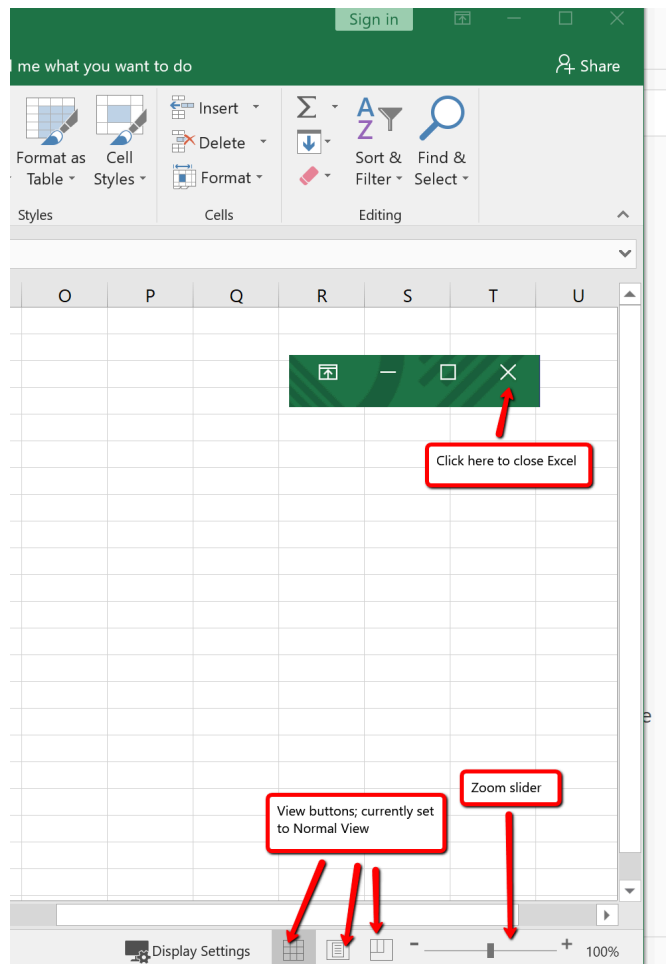 Sign in
me what you want to do
Share
Insert
Delete
Format
Format as
Table
Cell
Styles
Σ
A
Z
Sort &
Filter
Find &
Select
Styles
Cells
Editing
O P Q R S T U
Click here to close Excel
Zoom slider
View buttons; currently set
to Normal View
e
Display Settings
- + 100%